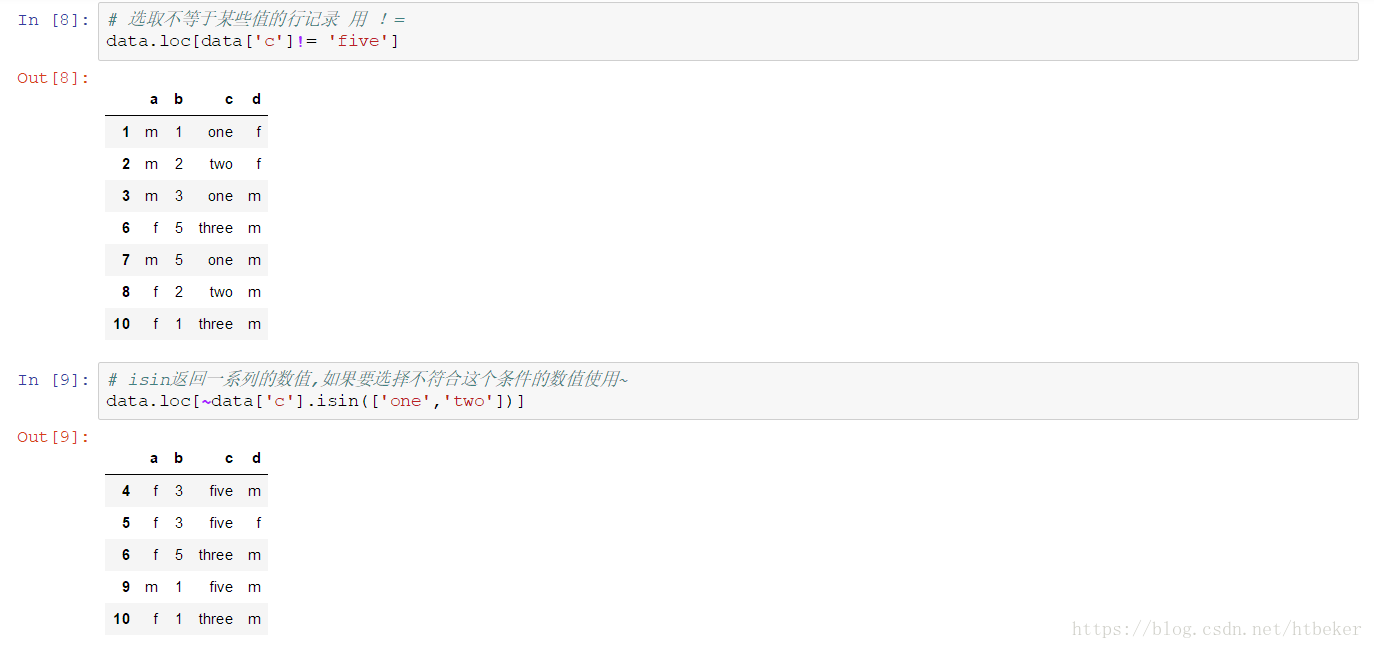 In [8]: # 选取不等于某些值的行记录 用 ！=
data.loc[data['c']!= 'five']
Out[8]:
a b c d
1 m 1 one f
2 m 2 two f
3 m 3 one m
6 f 5 three m
7 m 5 one m
8 f 2 two m
10 f 1 three m
In [9]: # isin返回一系列的数值,如果要选择不符合这个条件的数值使用~
data.loc[~data['c'].isin(['one','two'])]
Out[9]:
a b c d
4 f 3 five m
5 f 3 five f
6 f 5 three m
9 m 1 five m
10 f 1 three m
https://blog.csdn.net/htbeker